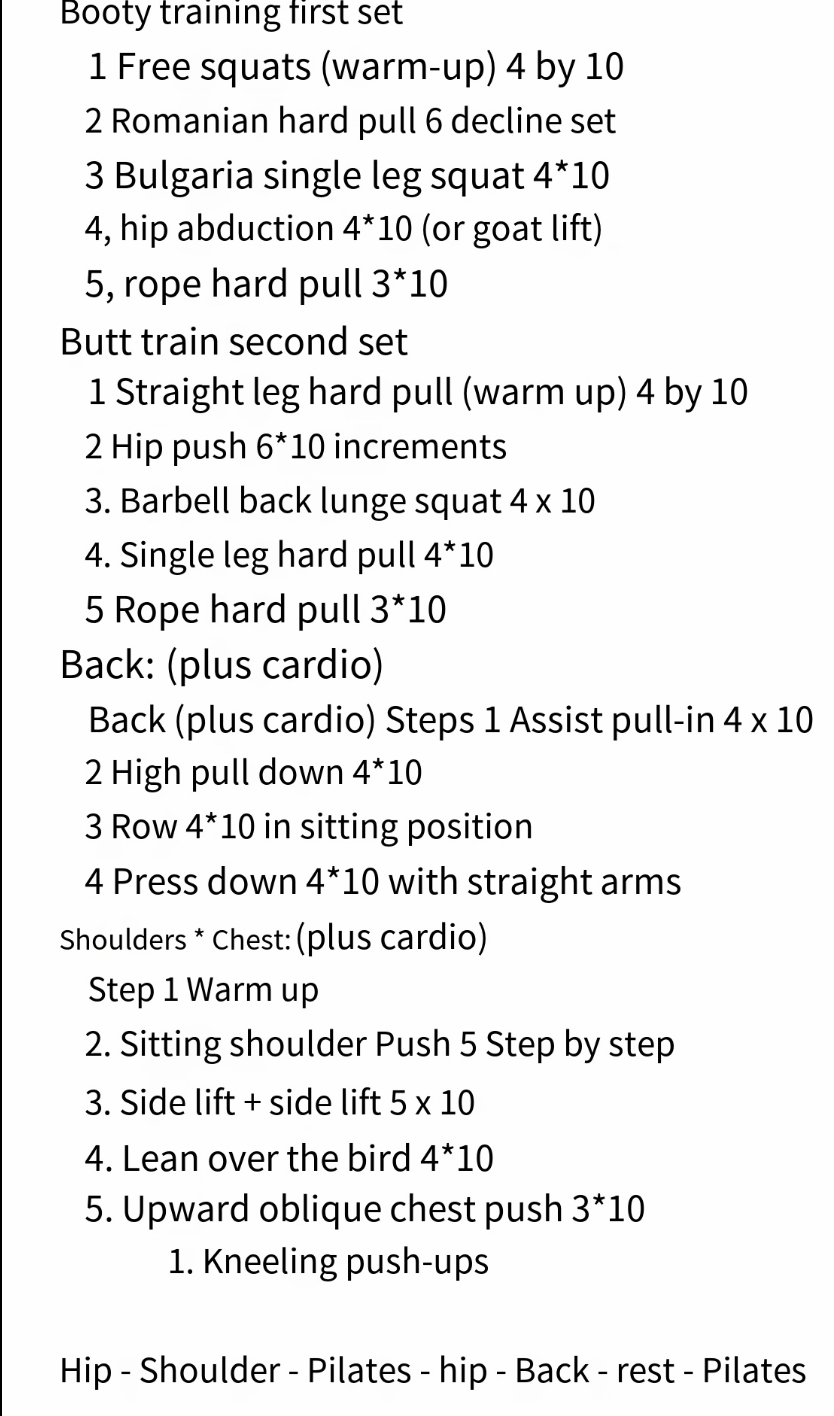 Booty training first set
1 Free squats (warm-up) 4 by 10
2 Romanian hard pull 6 decline set
3 Bulgaria single leg squat 4*10
4, hip abduction 4*10 (or goat lift)
5, rope hard pull 3*10
Butt train second set
1 Straight leg hard pull (warm up) 4 by 10
2 Hip push 6*10 increments
3. Barbell back lunge squat 4 x 10
4. Single leg hard pull 4*10
5 Rope hard pull 3*10
Back: (plus cardio)
Back (plus cardio) Steps 1 Assist pull-in 4 x 10
2 High pull down 4*10
3 Row 4*10 in sitting position
4 Press down 4*10 with straight arms
Shoulders * Chest: (plus cardio)
Step 1 Warm up
2. Sitting shoulder Push 5 Step by step
3. Side lift + side lift 5 x 10
4. Lean over the bird 4*10
5. Upward oblique chest push 3*10
1. Kneeling push-ups
Hip - Shoulder - Pilates - hip - Back - rest - Pilates